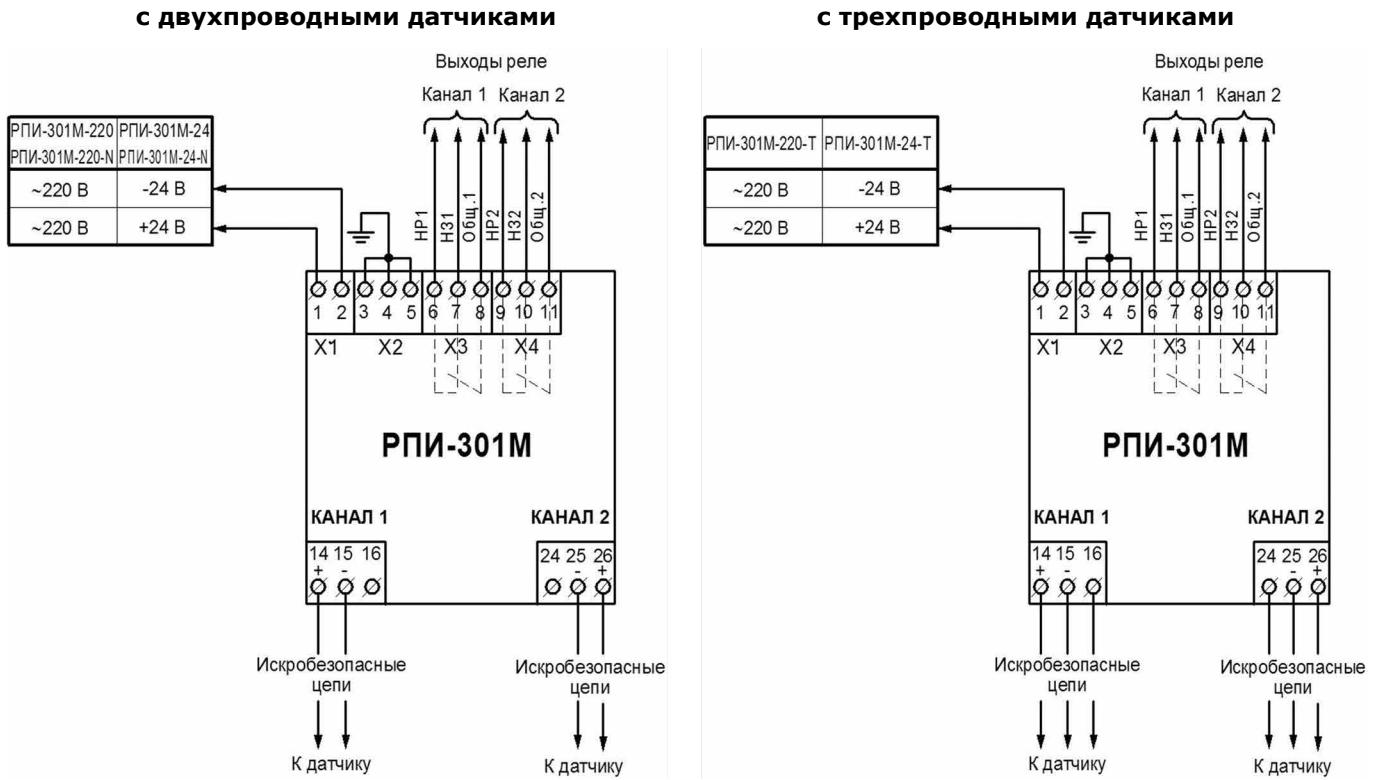 с двухпроводными датчиками
Выходы реле
Канал 1 Канал 2
РПИ-301М-220 РПИ-301М-24
РПИ-301М-220-N РПИ-301М-24-N
~220 В -24 В
~220 В +24 В
НР1 НЗ1 Общ.1 НР2 НЗ2 Общ.2
1 2 3 4 5 6 7 8 9 10 11
X1 X2 X3 X4
РПИ-301М
КАНАЛ 1 КАНАЛ 2
14 15 16 24 25 26
+ - - +
Искробезопасные цепи
Искробезопасные цепи
К датчику К датчику
с трехпроводными датчиками
Выходы реле
Канал 1 Канал 2
РПИ-301М-220-Т РПИ-301М-24-Т
~220 В -24 В
~220 В +24 В
НР1 НЗ1 Общ.1 НР2 НЗ2 Общ.2
1 2 3 4 5 6 7 8 9 10 11
X1 X2 X3 X4
РПИ-301М
КАНАЛ 1 КАНАЛ 2
14 15 16 24 25 26
+ - - +
Искробезопасные цепи
Искробезопасные цепи
К датчику К датчику